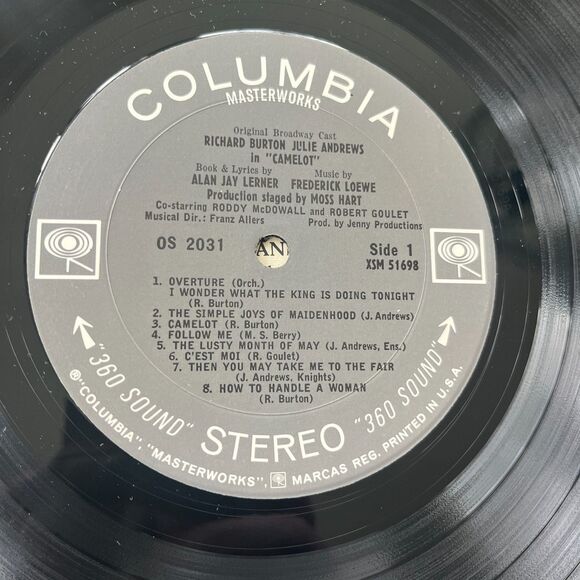 COLUMBIA
MASTERWORKS
Original Broadway Cast
RICHARD BURTON JULIE ANDREWS
in "CAMELOT"
Book & Lyrics by Music by
ALAN JAY LERNER FREDERICK LOEWE
Production staged by MOSS HART
Co-starring RODDY McDOWALL and ROBERT GOULET
Musical Dir.: Franz Allers Prod. by Jenny Productions
OS 2031 AN Side 1
XSM 51698
1. OVERTURE (Orch.)
I WONDER WHAT THE KING IS DOING TONIGHT
(R. Burton)
2. THE SIMPLE JOYS OF MAIDENHOOD (J. Andrews)
3. CAMELOT (R. Burton)
4. FOLLOW ME (M. S. Berry)
5. THE LUSTY MONTH OF MAY (J. Andrews, Ens.)
6. C'EST MOI (R. Goulet)
7. THEN YOU MAY TAKE ME TO THE FAIR
(J. Andrews, Knights)
8. HOW TO HANDLE A WOMAN
(R. Burton)
"360 SOUND" STEREO "360 SOUND"
®"COLUMBIA", "MASTERWORKS", MARCAS REG. PRINTED IN U.S.A.